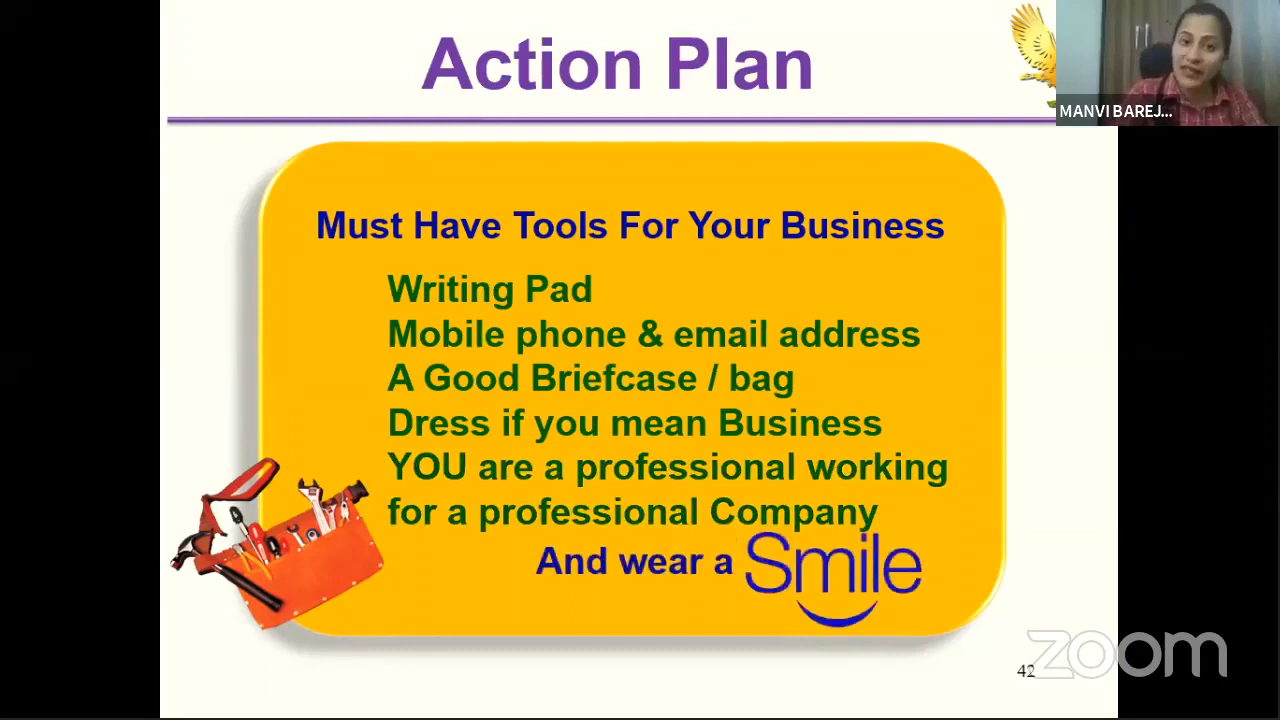 Action Plan
MANVI BAREJ...
Must Have Tools For Your Business
Writing Pad
Mobile phone & email address
A Good Briefcase / bag
Dress if you mean Business
YOU are a professional working
for a professional Company
And wear a Smile
42
zoom